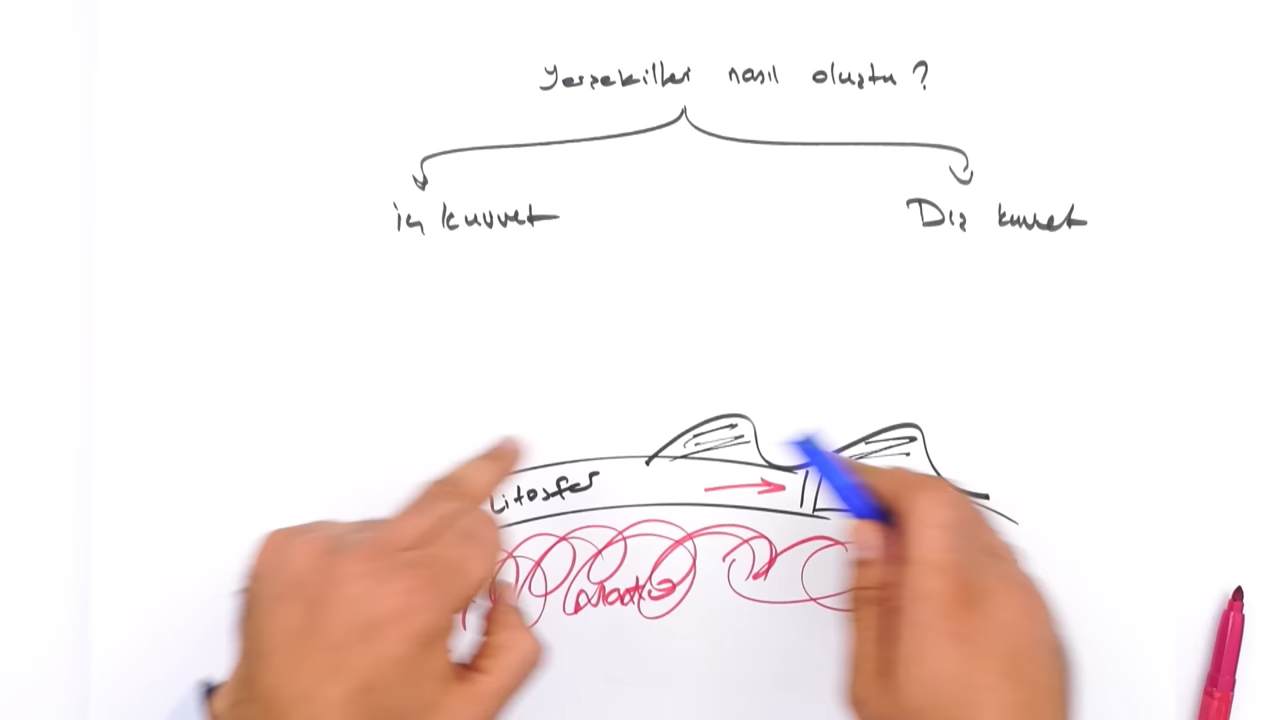 Yerşekilleri nasıl oluştu?
iç kuvvet
Dış kuvvet
Litosfer